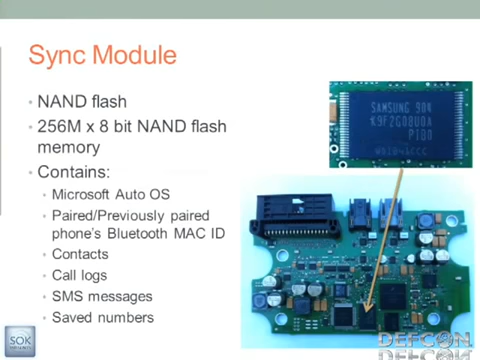 Sync Module
• NAND flash
• 256M x 8 bit NAND flash
memory
• Contains:
• Microsoft Auto OS
• Paired/Previously paired
phone's Bluetooth MAC ID
• Contacts
• Call logs
• SMS messages
• Saved numbers
SAMSUNG 904
K9F2G08U0A
PIB0
SOK
DEFCON